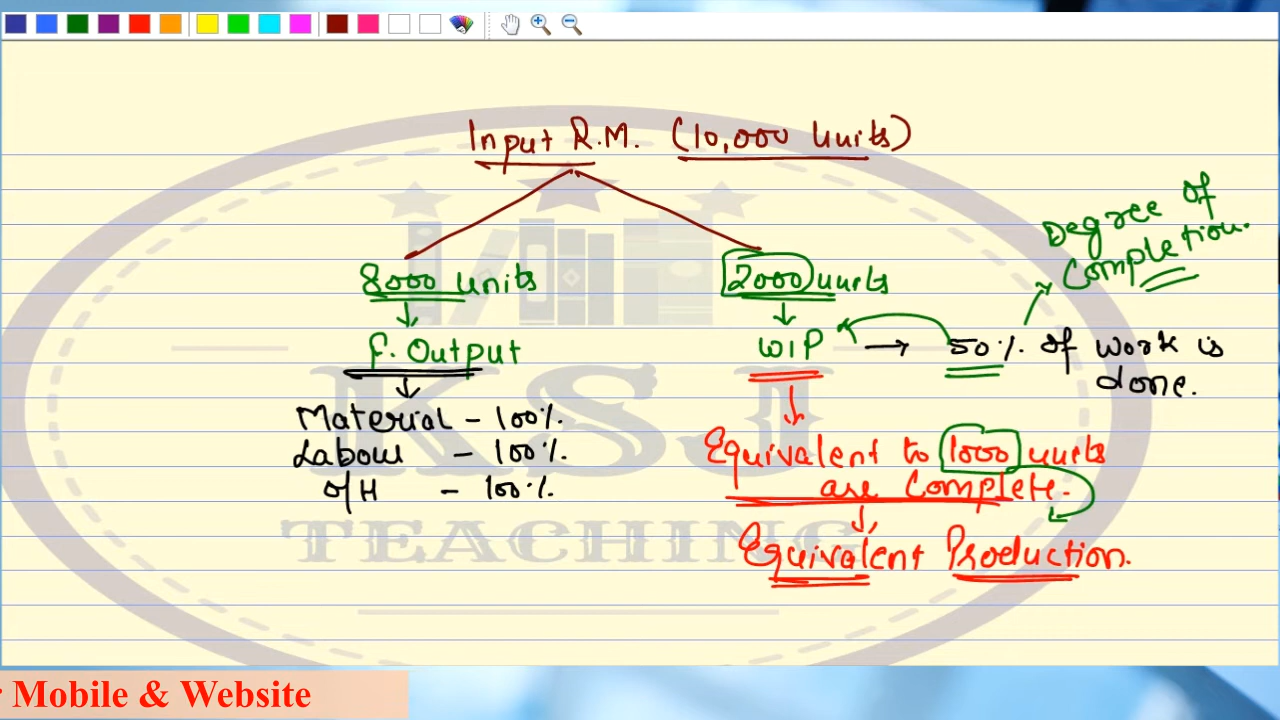 Input R.M. (10,000 Units)
Degree of
Completion.
8000 Units
2000 Units
F. Output
WIP → 50% of work is
done.
Material - 100%
Labour - 100%
O/H - 100%
Equivalent to 1000 units
are Complete.
Equivalent Production.
KSJ
TEACHING
Mobile & Website